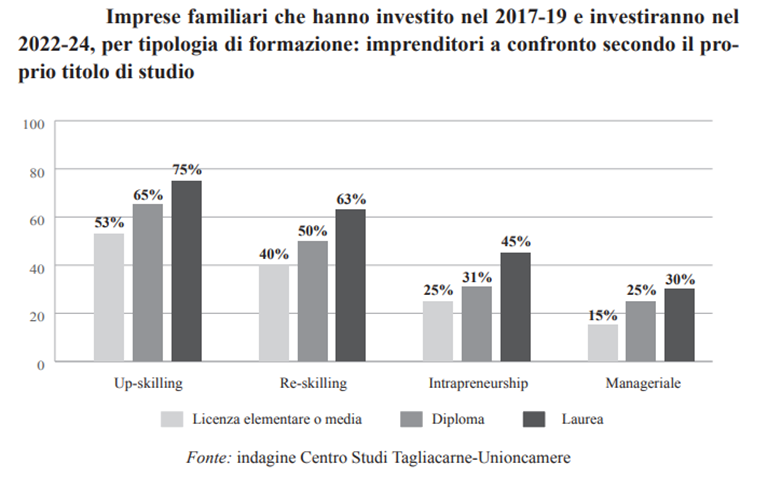 Imprese familiari che hanno investito nel 2017-19 e investiranno nel
2022-24, per tipologia di formazione: imprenditori a confronto secondo il pro-
prio titolo di studio
100
80
60
40
20
0
53%
65%
75%
40%
50%
63%
25%
31%
45%
15%
25%
30%
Up-skilling
Re-skilling
Intrapreneurship
Manageriale
Licenza elementare o media
Diploma
Laurea
Fonte: indagine Centro Studi Tagliacarne-Unioncamere